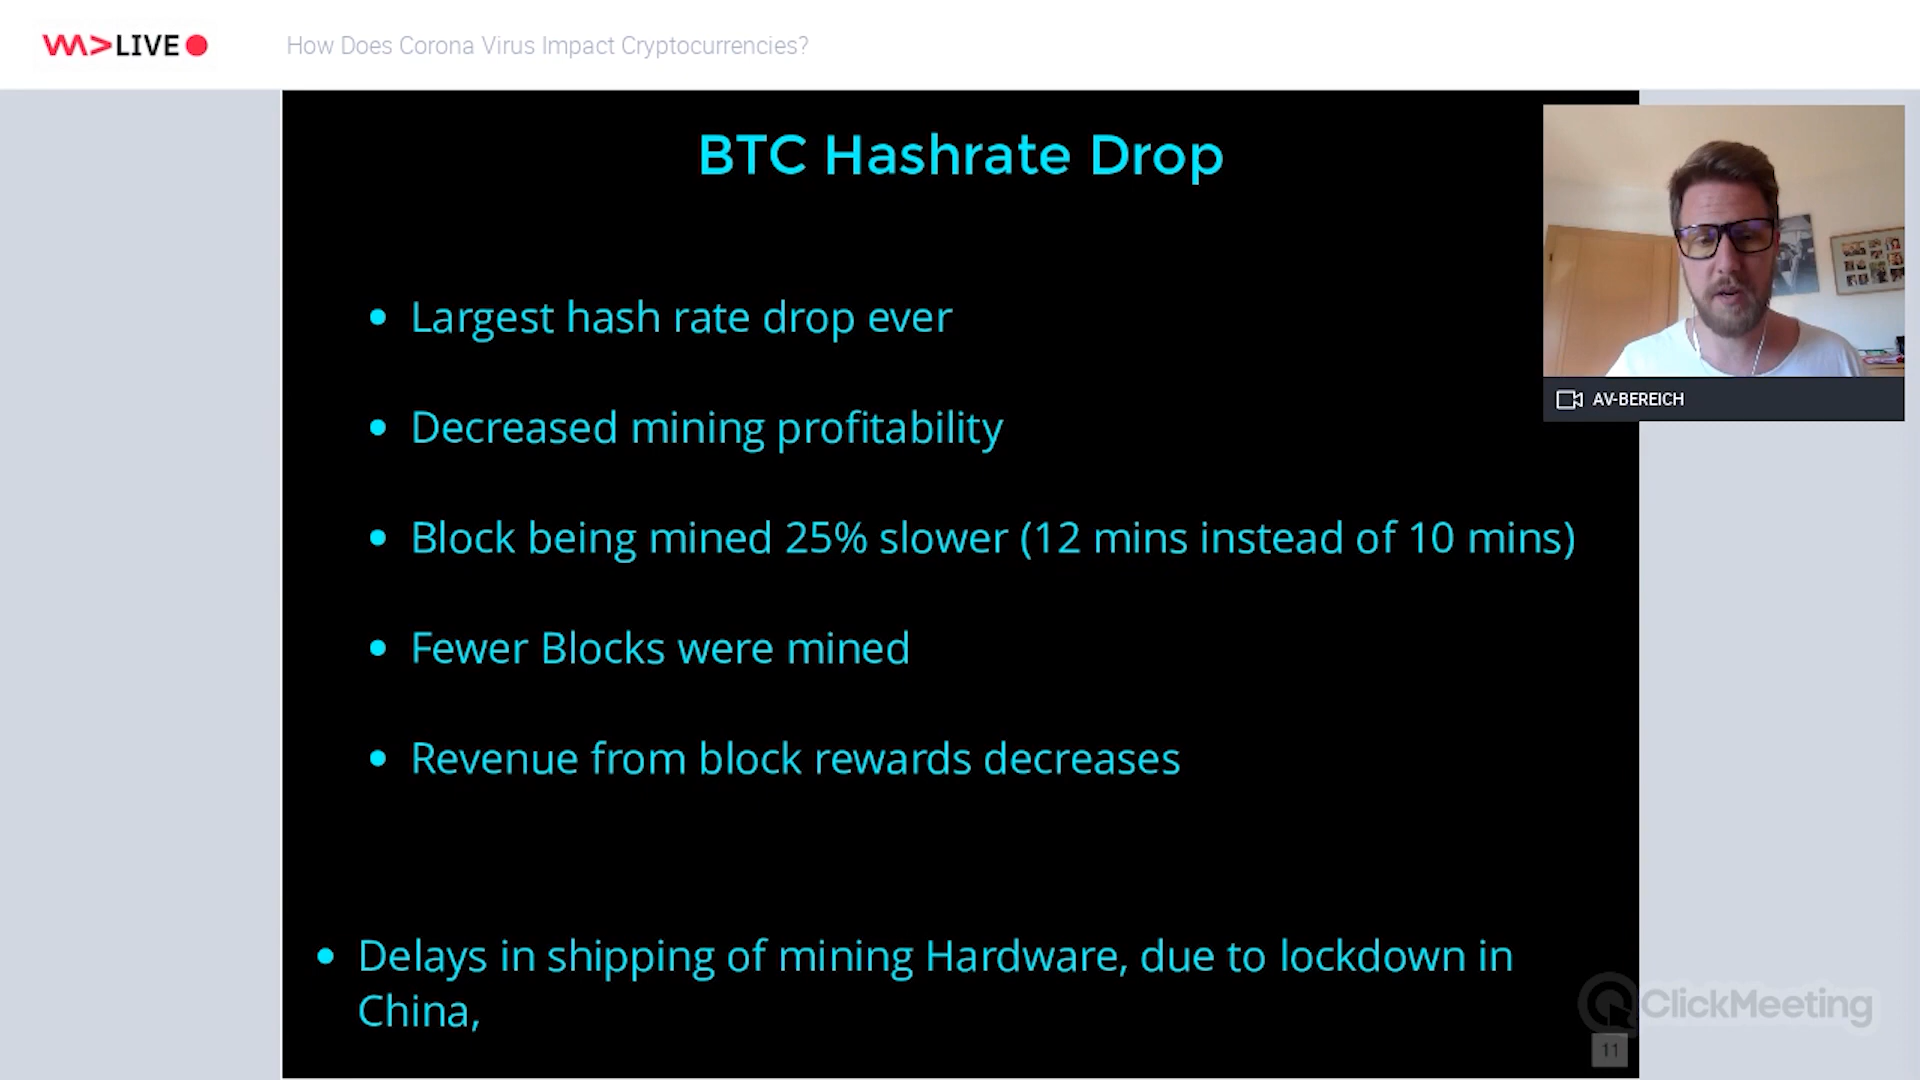 LIVE
How Does Corona Virus Impact Cryptocurrencies?
BTC Hashrate Drop
AV-BEREICH
• Largest hash rate drop ever
• Decreased mining profitability
• Block being mined 25% slower (12 mins instead of 10 mins)
• Fewer Blocks were mined
• Revenue from block rewards decreases
• Delays in shipping of mining Hardware, due to lockdown in
China,
ClickMeeting
11